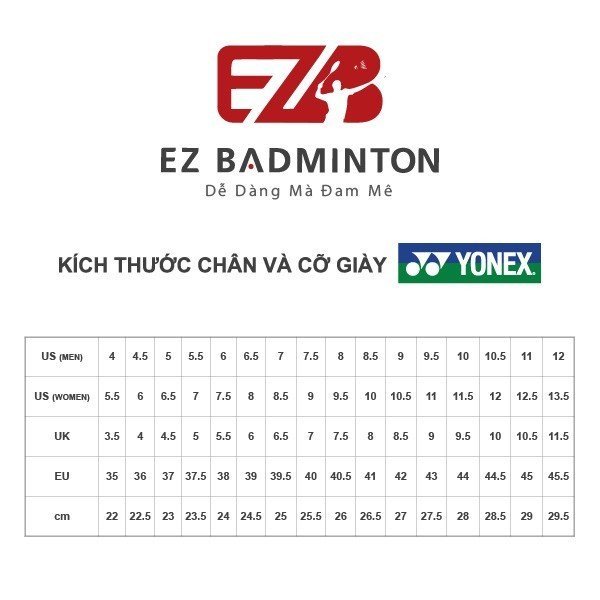 EZB
EZ BADMINTON
Dễ Dàng Mà Đam Mê
KÍCH THƯỚC CHÂN VÀ CỠ GIÀY YONEX
US (MEN) 4 4.5 5 5.5 6 6.5 7 7.5 8 8.5 9 9.5 10 10.5 11 12
US (WOMEN) 5.5 6 6.5 7 7.5 8 8.5 9 9.5 10 10.5 11 11.5 12 12.5 13.5
UK 3.5 4 4.5 5 5.5 6 6.5 7 7.5 8 8.5 9 9.5 10 10.5 11.5
EU 35 36 37 37.5 38 39 39.5 40 40.5 41 42 43 44 44.5 45 45.5
cm 22 22.5 23 23.5 24 24.5 25 25.5 26 26.5 27 27.5 28 28.5 29 29.5